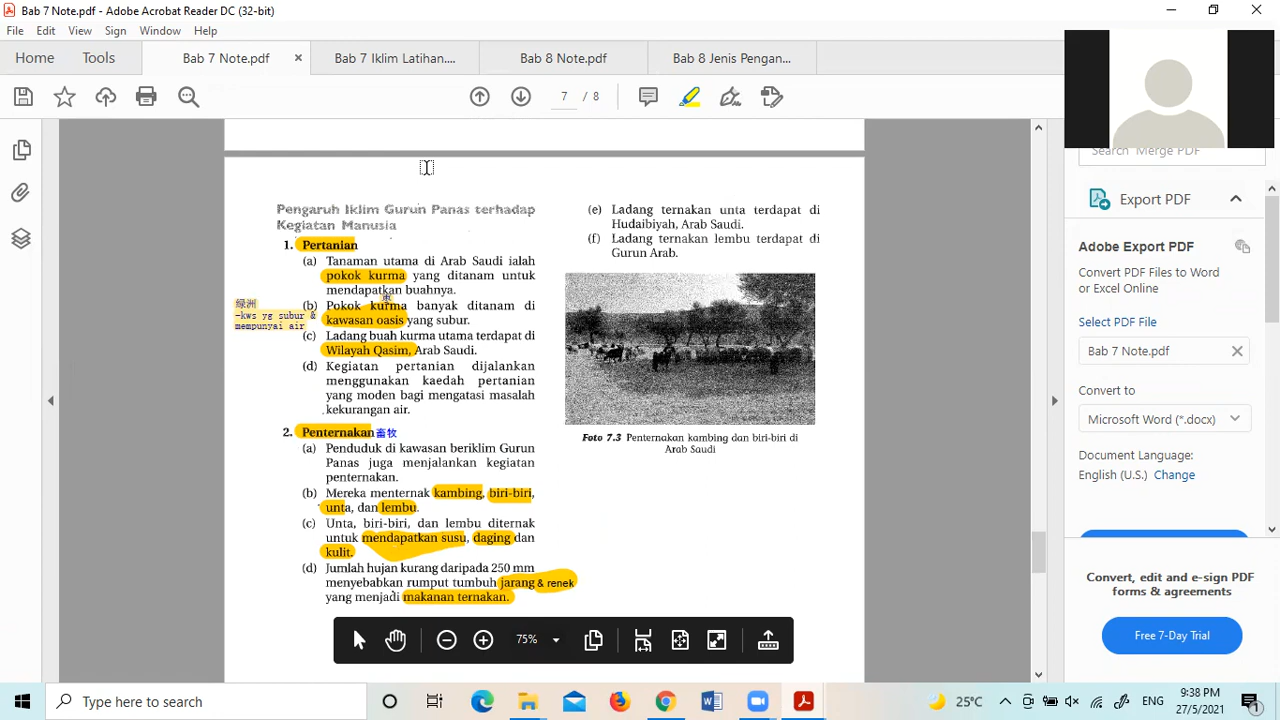 Bab 7 Note.pdf - Adobe Acrobat Reader DC (32-bit)
File Edit View Sign Window Help
Home Tools Bab 7 Note.pdf × Bab 7 Iklim Latihan.... Bab 8 Note.pdf Bab 8 Jenis Pengan...
7 / 8
Pengaruh Iklim Gurun Panas terhadap
Kegiatan Manusia
1. Pertanian
(a) Tanaman utama di Arab Saudi ialah
pokok kurma yang ditanam untuk
mendapatkan buahnya.
綠洲
-kws yg subur &
mempunyai air
(b) Pokok kurma banyak ditanam di
kawasan oasis yang subur.
(c) Ladang buah kurma utama terdapat di
Wilayah Qasim, Arab Saudi.
(d) Kegiatan pertanian dijalankan
menggunakan kaedah pertanian
yang moden bagi mengatasi masalah
kekurangan air.
2. Penternakan 畜牧
(a) Penduduk di kawasan beriklim Gurun
Panas juga menjalankan kegiatan
penternakan.
(b) Mereka menternak kambing, biri-biri,
unta, dan lembu.
(c) Unta, biri-biri, dan lembu diternak
untuk mendapatkan susu, daging dan
kulit.
(d) Jumlah hujan kurang daripada 250 mm
menyebabkan rumput tumbuh jarang & renek
yang menjadi makanan ternakan.
(e) Ladang ternakan unta terdapat di
Hudaibiyah, Arab Saudi.
(f) Ladang ternakan lembu terdapat di
Gurun Arab.
Foto 7.3 Penternakan kambing dan biri-biri di
Arab Saudi
75%
Search 'Merge PDF'
Export PDF
Adobe Export PDF
Convert PDF Files to Word
or Excel Online
Select PDF File
Bab 7 Note.pdf
Convert to
Microsoft Word (*.docx)
Document Language:
English (U.S.) Change
Convert, edit and e-sign PDF
forms & agreements
Free 7-Day Trial
Type here to search
25°C
ENG
9:38 PM
27/5/2021
1